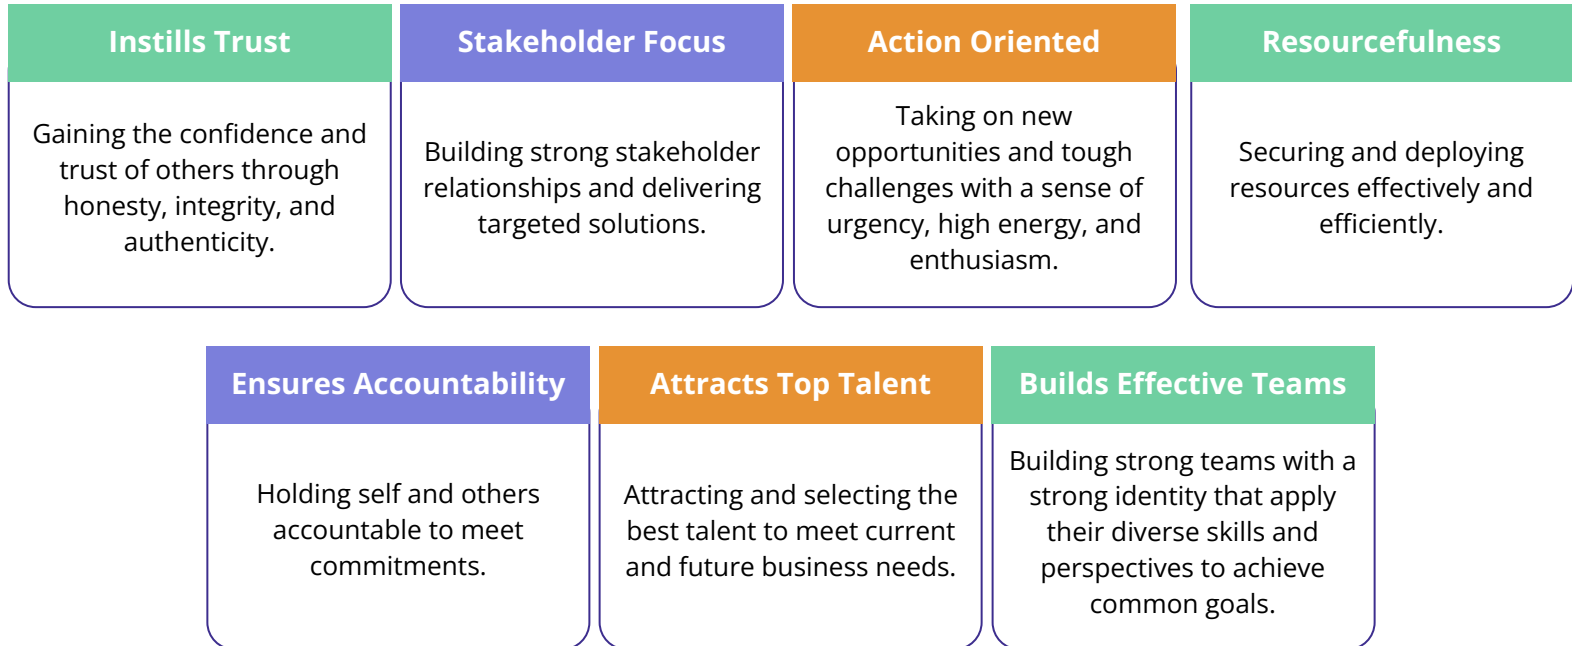 Instills Trust
Gaining the confidence and
trust of others through
honesty, integrity, and
authenticity.
Stakeholder Focus
Building strong stakeholder
relationships and delivering
targeted solutions.
Action Oriented
Taking on new
opportunities and tough
challenges with a sense of
urgency, high energy, and
enthusiasm.
Resourcefulness
Securing and deploying
resources effectively and
efficiently.
Ensures Accountability
Holding self and others
accountable to meet
commitments.
Attracts Top Talent
Attracting and selecting the
best talent to meet current
and future business needs.
Builds Effective Teams
Building strong teams with a
strong identity that apply
their diverse skills and
perspectives to achieve
common goals.